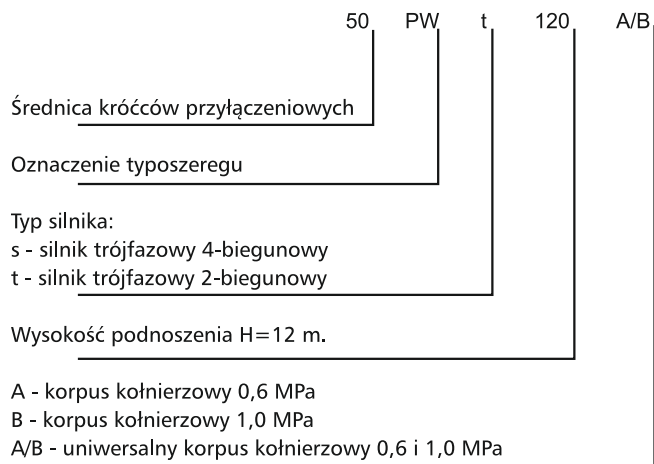 50 PW t 120 A/B
Średnica króćców przyłączeniowych
Oznaczenie typoszeregu
Typ silnika:
s - silnik trójfazowy 4-biegunowy
t - silnik trójfazowy 2-biegunowy
Wysokość podnoszenia H=12 m.
A - korpus kołnierzowy 0,6 MPa
B - korpus kołnierzowy 1,0 MPa
A/B - uniwersalny korpus kołnierzowy 0,6 i 1,0 MPa